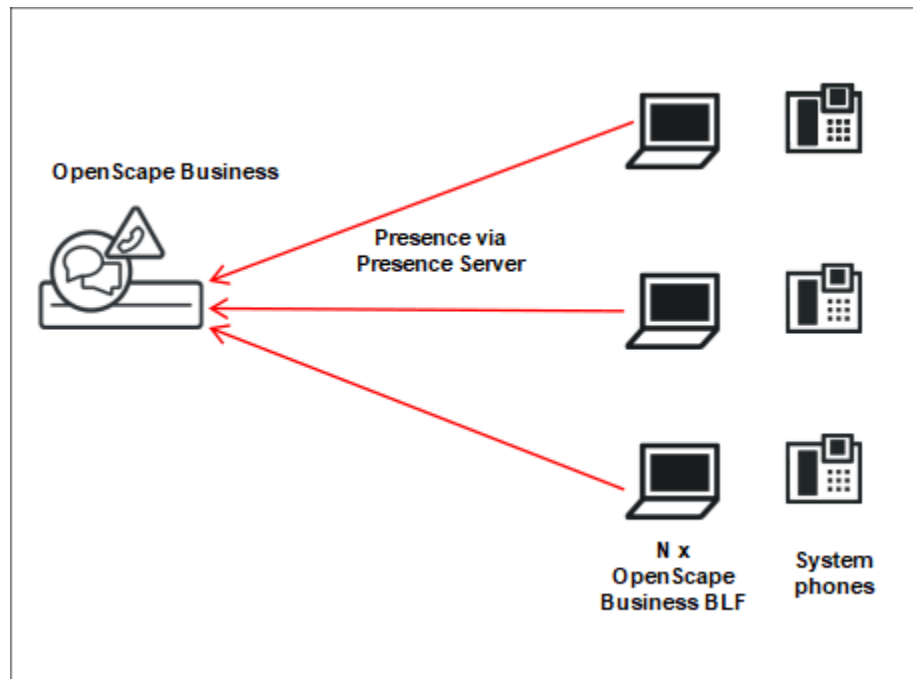 OpenScape Business
Presence via
Presence Server
N x
OpenScape
Business BLF
System
phones